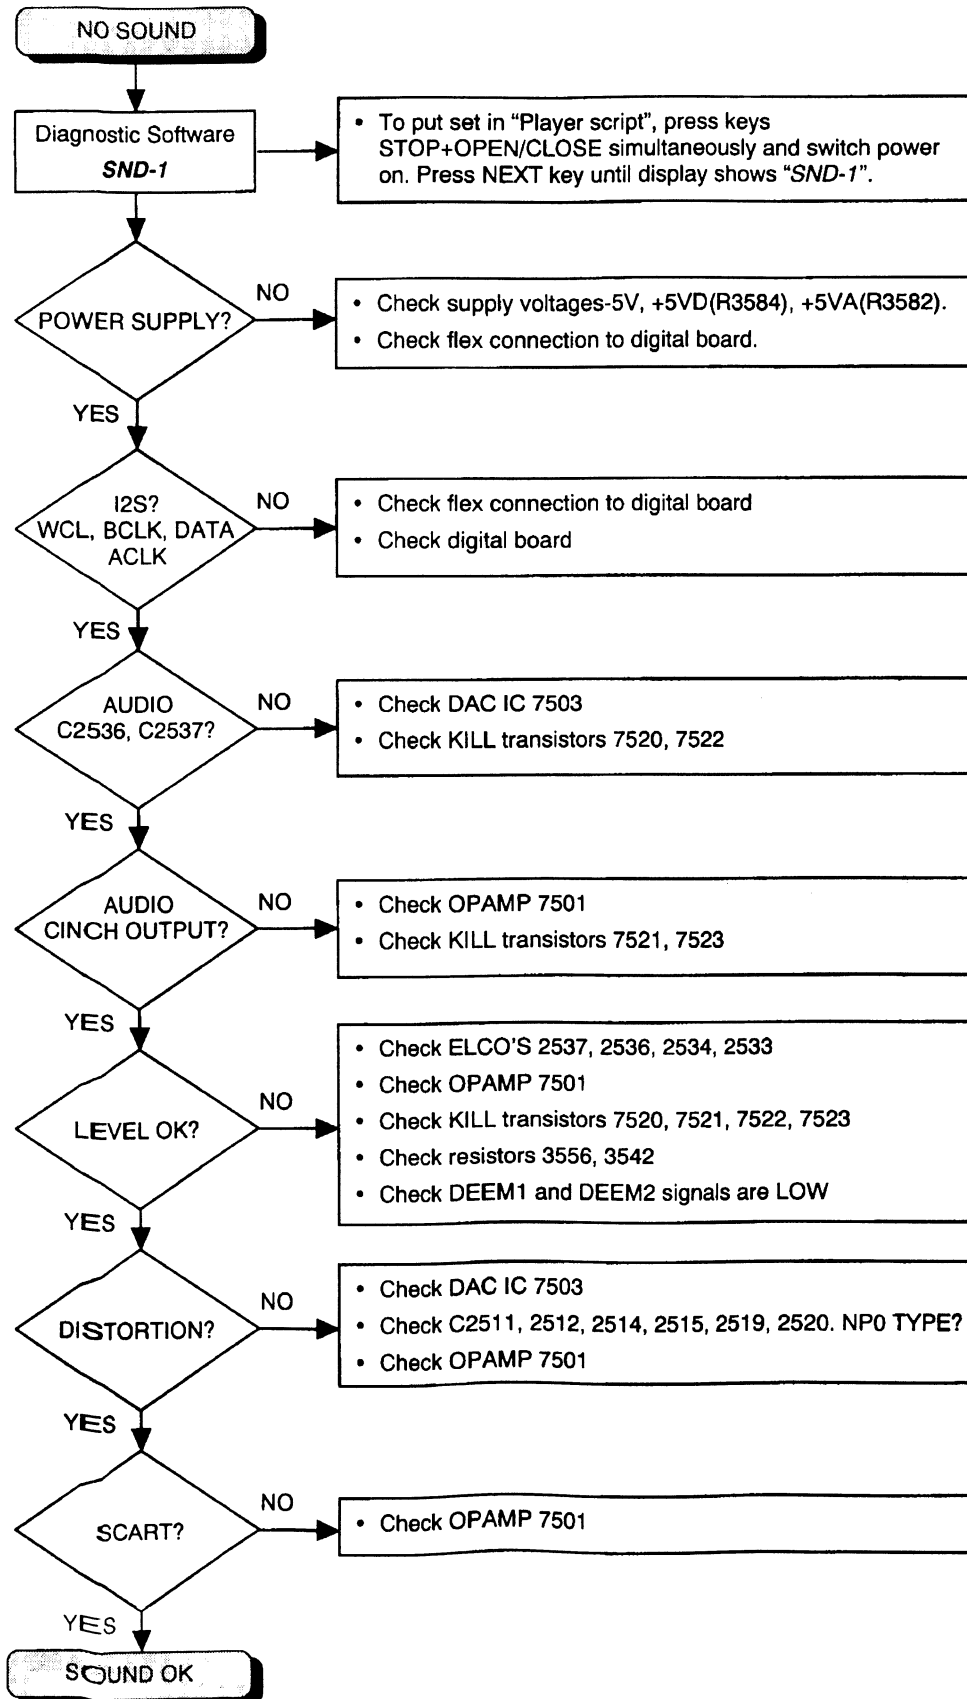 NO SOUND
Diagnostic Software
SND-1
• To put set in “Player script”, press keys
STOP+OPEN/CLOSE simultaneously and switch power
on. Press NEXT key until display shows “SND-1”.
POWER SUPPLY?
NO
• Check supply voltages-5V, +5VD(R3584), +5VA(R3582).
• Check flex connection to digital board.
YES
I2S?
WCL, BCLK, DATA
ACLK
NO
• Check flex connection to digital board
• Check digital board
YES
AUDIO
C2536, C2537?
NO
• Check DAC IC 7503
• Check KILL transistors 7520, 7522
YES
AUDIO
CINCH OUTPUT?
NO
• Check OPAMP 7501
• Check KILL transistors 7521, 7523
YES
LEVEL OK?
NO
• Check ELCO'S 2537, 2536, 2534, 2533
• Check OPAMP 7501
• Check KILL transistors 7520, 7521, 7522, 7523
• Check resistors 3556, 3542
• Check DEEM1 and DEEM2 signals are LOW
YES
DISTORTION?
NO
• Check DAC IC 7503
• Check C2511, 2512, 2514, 2515, 2519, 2520. NP0 TYPE?
• Check OPAMP 7501
YES
SCART?
NO
• Check OPAMP 7501
YES
SOUND OK